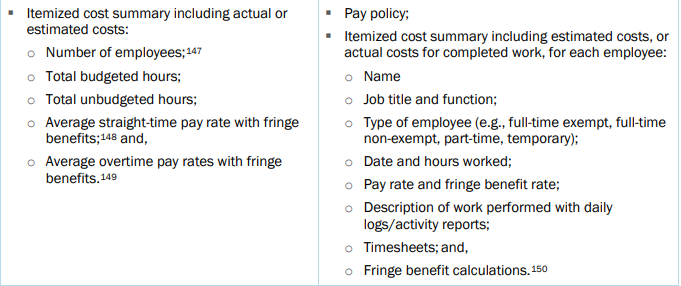 ▪ Itemized cost summary including actual or
estimated costs:
o Number of employees;147
o Total budgeted hours;
o Total unbudgeted hours;
o Average straight-time pay rate with fringe
benefits;148 and,
o Average overtime pay rates with fringe
benefits.149
▪ Pay policy;
▪ Itemized cost summary including estimated costs, or
actual costs for completed work, for each employee:
o Name
o Job title and function;
o Type of employee (e.g., full-time exempt, full-time
non-exempt, part-time, temporary);
o Date and hours worked;
o Pay rate and fringe benefit rate;
o Description of work performed with daily
logs/activity reports;
o Timesheets; and,
o Fringe benefit calculations.150